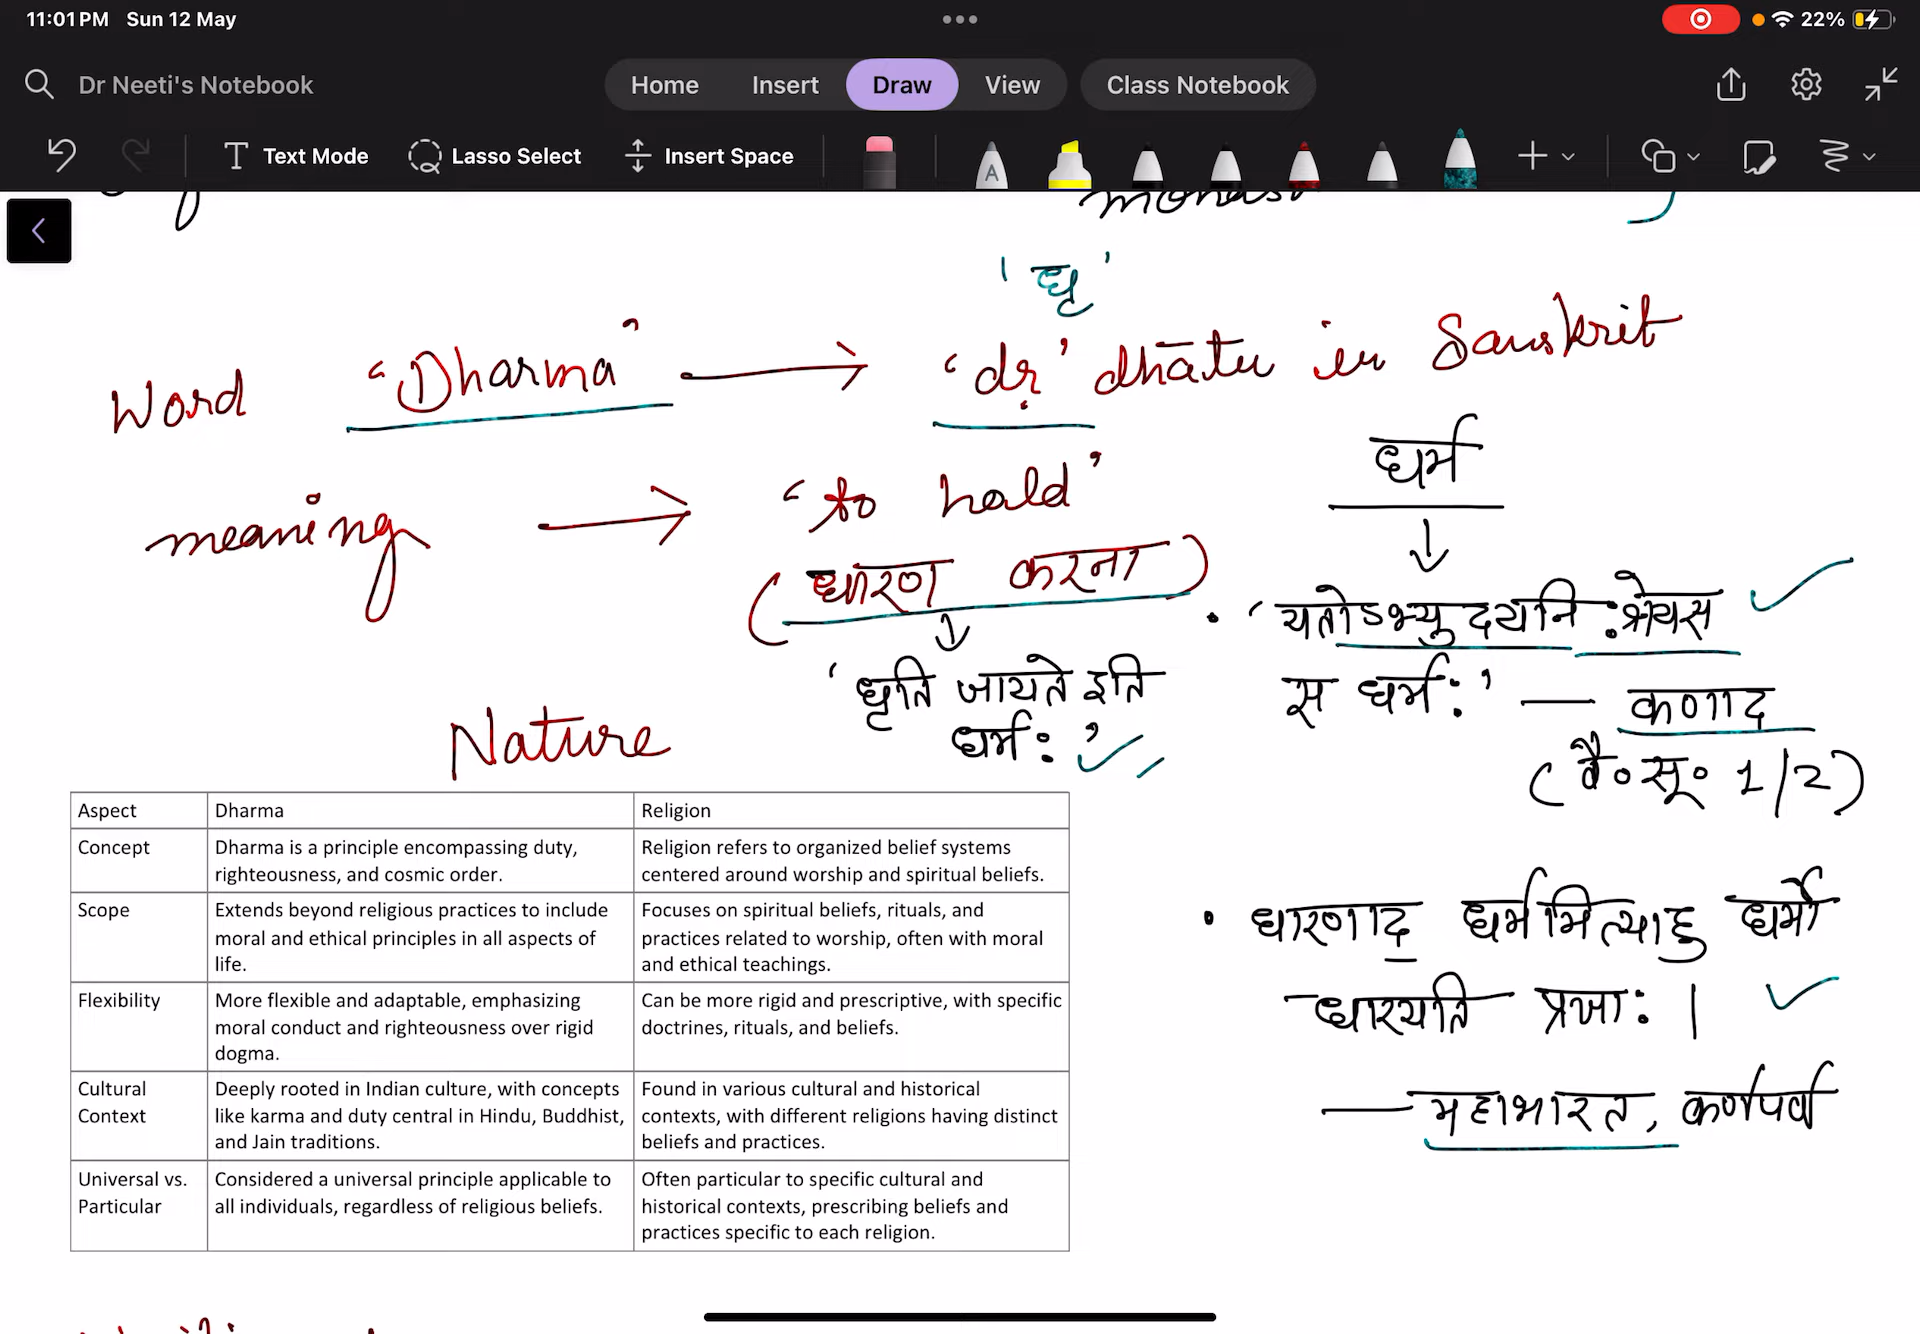 11:01 PM Sun 12 May
22%
Dr Neeti's Notebook
Home Insert Draw View Class Notebook
Text Mode Lasso Select Insert Space
A
'धृ'
Word "Dharma" → 'dṛ' dhātu in Sanskrit
meaning → 'to hold'
(धारण करना)
↓
'धृति जायते इति
धर्मः'
धर्म
↓
• 'यतोऽभ्युदयनिःश्रेयस
स धर्मः' — कणाद
(वै॰ सू॰ 1/2)
• धारणाद् धर्ममित्याहु धर्मो
धारयति प्रजाः ।
— महाभारत, कर्णपर्व
Nature
Aspect Dharma Religion
Concept Dharma is a principle encompassing duty, righteousness, and cosmic order. Religion refers to organized belief systems centered around worship and spiritual beliefs.
Scope Extends beyond religious practices to include moral and ethical principles in all aspects of life. Focuses on spiritual beliefs, rituals, and practices related to worship, often with moral and ethical teachings.
Flexibility More flexible and adaptable, emphasizing moral conduct and righteousness over rigid dogma. Can be more rigid and prescriptive, with specific doctrines, rituals, and beliefs.
Cultural Context Deeply rooted in Indian culture, with concepts like karma and duty central in Hindu, Buddhist, and Jain traditions. Found in various cultural and historical contexts, with different religions having distinct beliefs and practices.
Universal vs. Particular Considered a universal principle applicable to all individuals, regardless of religious beliefs. Often particular to specific cultural and historical contexts, prescribing beliefs and practices specific to each religion.